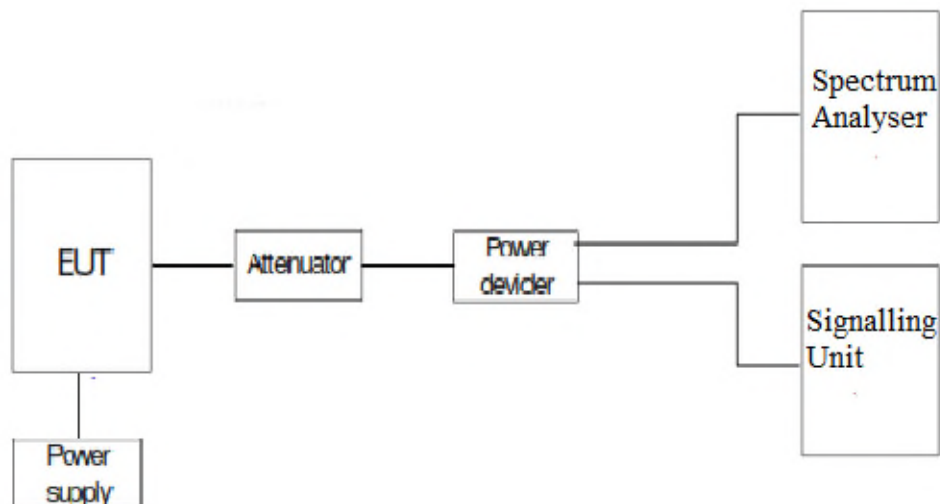 Spectrum
Analyser
EUT
Attenuator
Power
devider
Signalling
Unit
Power
supply